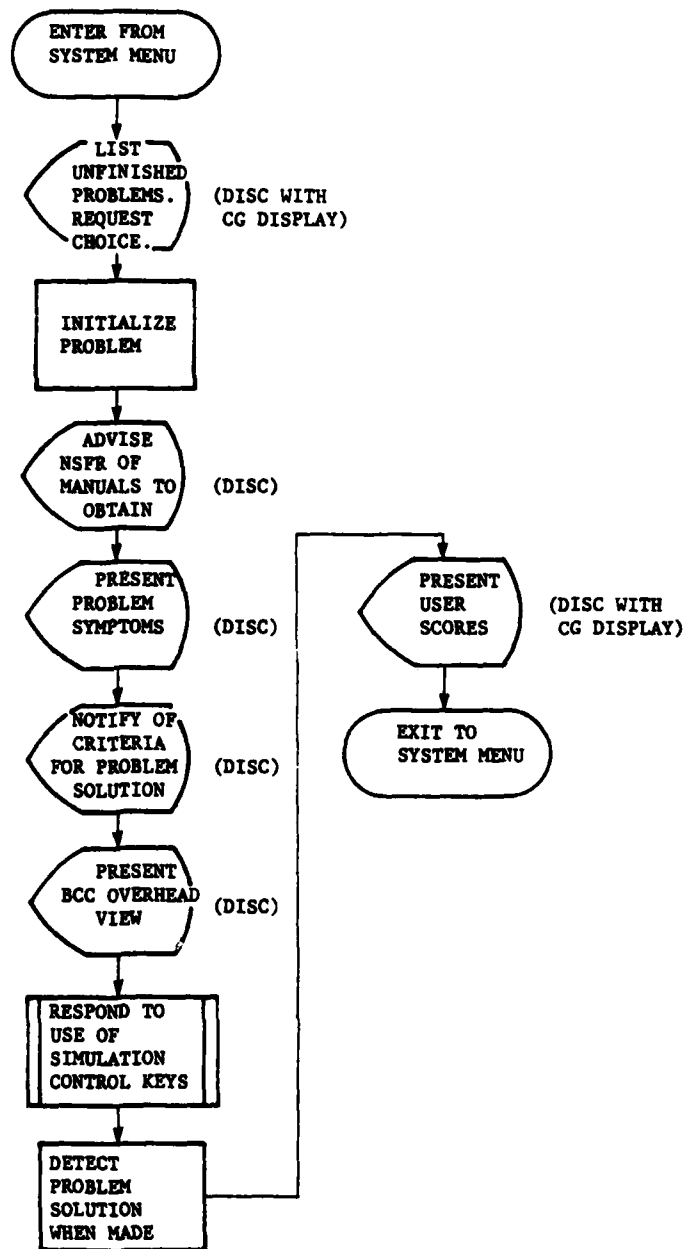 ENTER FROM
SYSTEM MENU
LIST
UNFINISHED
PROBLEMS.
REQUEST
CHOICE.
(DISC WITH
CG DISPLAY)
INITIALIZE
PROBLEM
ADVISE
NSFR OF
MANUALS TO
OBTAIN
(DISC)
PRESENT
PROBLEM
SYMPTOMS
(DISC)
NOTIFY OF
CRITERIA
FOR PROBLEM
SOLUTION
(DISC)
PRESENT
BCC OVERHEAD
VIEW
(DISC)
RESPOND TO
USE OF
SIMULATION
CONTROL KEYS
DETECT
PROBLEM
SOLUTION
WHEN MADE
PRESENT
USER
SCORES
(DISC WITH
CG DISPLAY)
EXIT TO
SYSTEM MENU